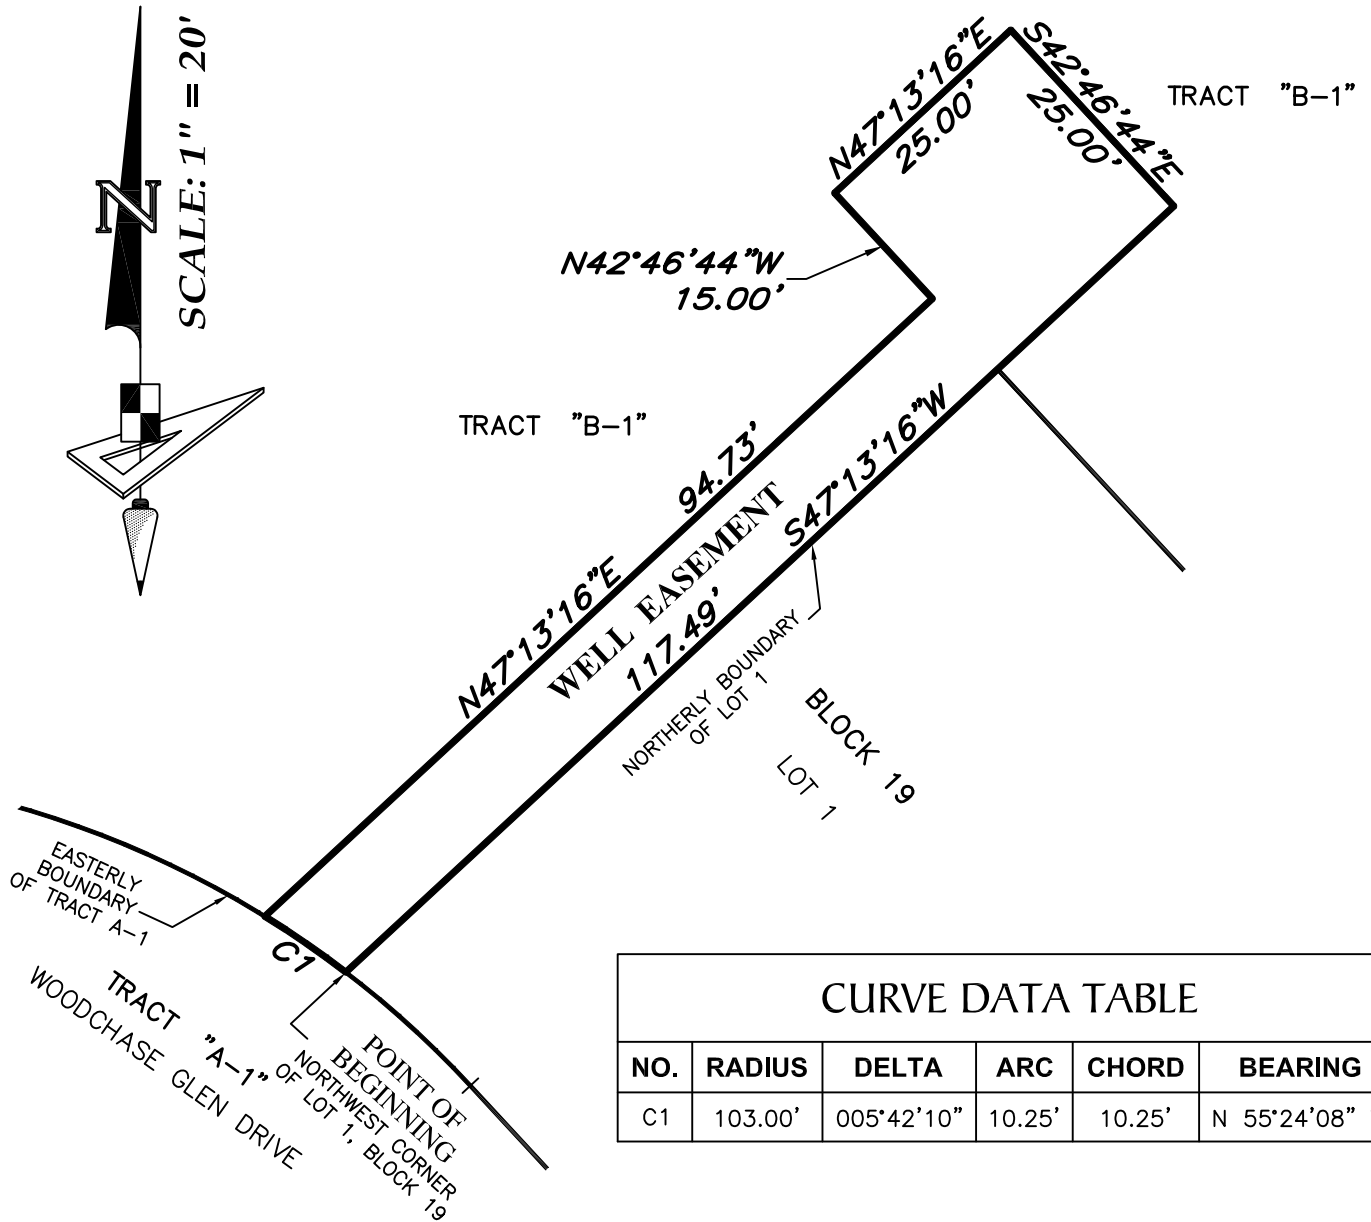 N
SCALE: 1" = 20'
N47°13'16"E
25.00'
S42°46'44"E
25.00'
TRACT "B-1"
N42°46'44"W
15.00'
TRACT "B-1"
94.73'
N47°13'16"E
WELL EASEMENT
S47°13'16"W
117.49'
NORTHERLY BOUNDARY
OF LOT 1
BLOCK 19
LOT 1
EASTERLY
BOUNDARY
OF TRACT A-1
C1
TRACT "A-1"
WOODCHASE GLEN DRIVE
POINT OF
BEGINNING
NORTHWEST CORNER
OF LOT 1, BLOCK 19
CURVE DATA TABLE
NO. RADIUS DELTA ARC CHORD BEARING
C1 103.00' 005°42'10" 10.25' 10.25' N 55°24'08"